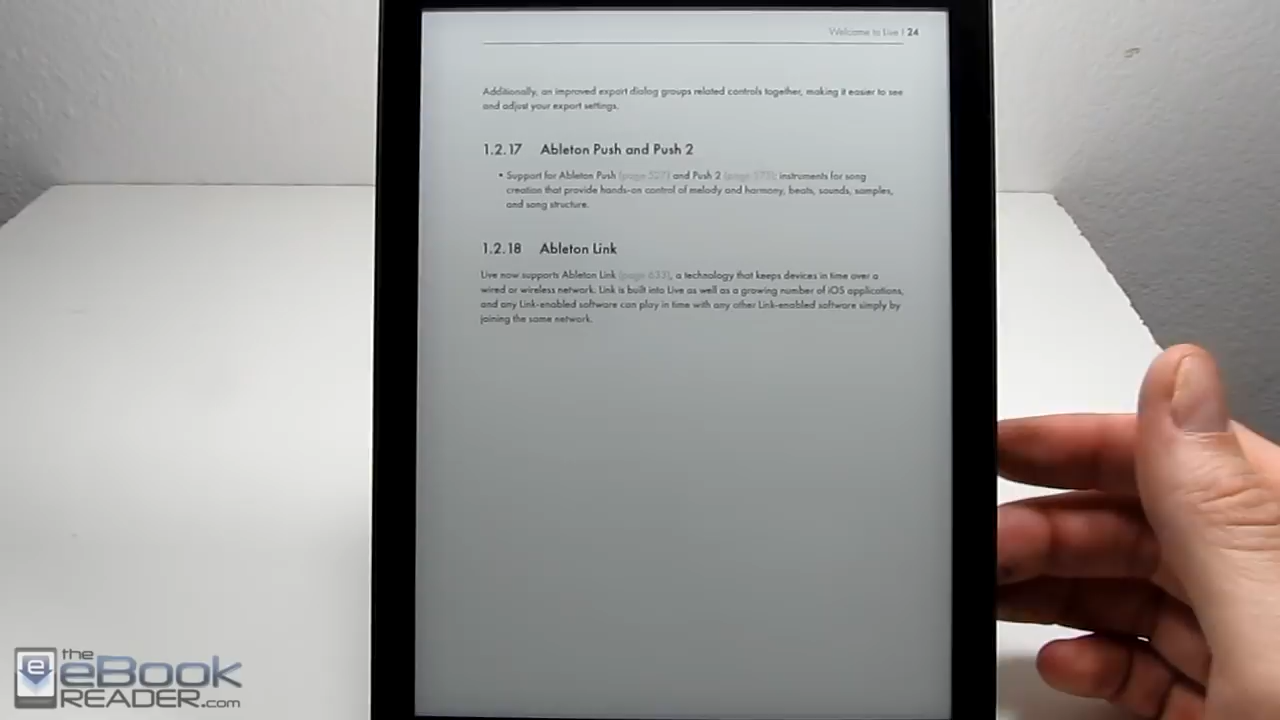 Welcome to Live | 24
Additionally, an improved export dialog groups related controls together, making it easier to see
and adjust your export settings.
1.2.17 Ableton Push and Push 2
• Support for Ableton Push (page 527) and Push 2 (page 573); instruments for song
creation that provide hands-on control of melody and harmony, beats, sounds, samples,
and song structure.
1.2.18 Ableton Link
Live now supports Ableton Link (page 633), a technology that keeps devices in time over a
wired or wireless network. Link is built into Live as well as a growing number of iOS applications,
and any Link-enabled software can play in time with any other Link-enabled software simply by
joining the same network.
the
eBook
READER.com